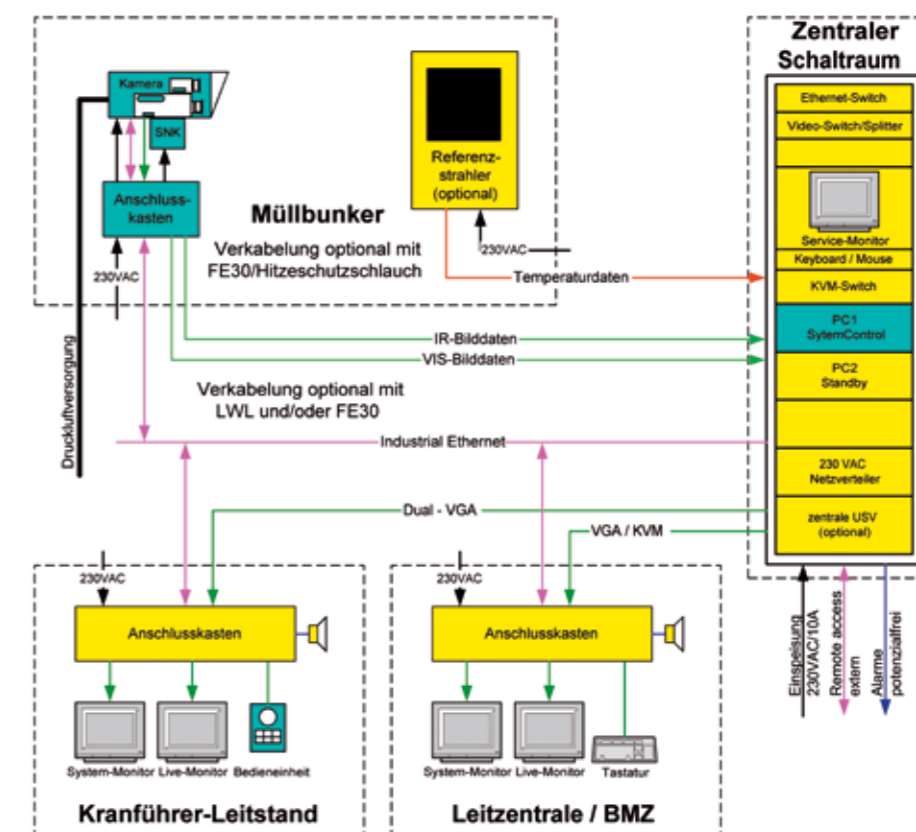 Zentraler
Schaltraum
Kamera
SNK
Anschluss-
kasten
230VAC
Druckluftversorgung
Müllbunker
Verkabelung optional mit
FE30/Hitzeschutzschlauch
Referenz-
strahler
(optional)
230VAC
Temperaturdaten
IR-Bilddaten
VIS-Bilddaten
Verkabelung optional mit
LWL und/oder FE30
Industrial Ethernet
Dual - VGA
VGA / KVM
Ethernet-Switch
Video-Switch/Splitter
Service-Monitor
Keyboard / Mouse
KVM-Switch
PC1
SytemControl
PC2
Standby
230 VAC
Netzverteiler
zentrale USV
(optional)
Einspeisung
230VAC/10A
Remote access
extern
Alarme
potenzialfrei
230VAC
Anschlusskasten
System-Monitor
Live-Monitor
Bedieneinheit
Kranführer-Leitstand
230VAC
Anschlusskasten
System-Monitor
Live-Monitor
Tastatur
Leitzentrale / BMZ